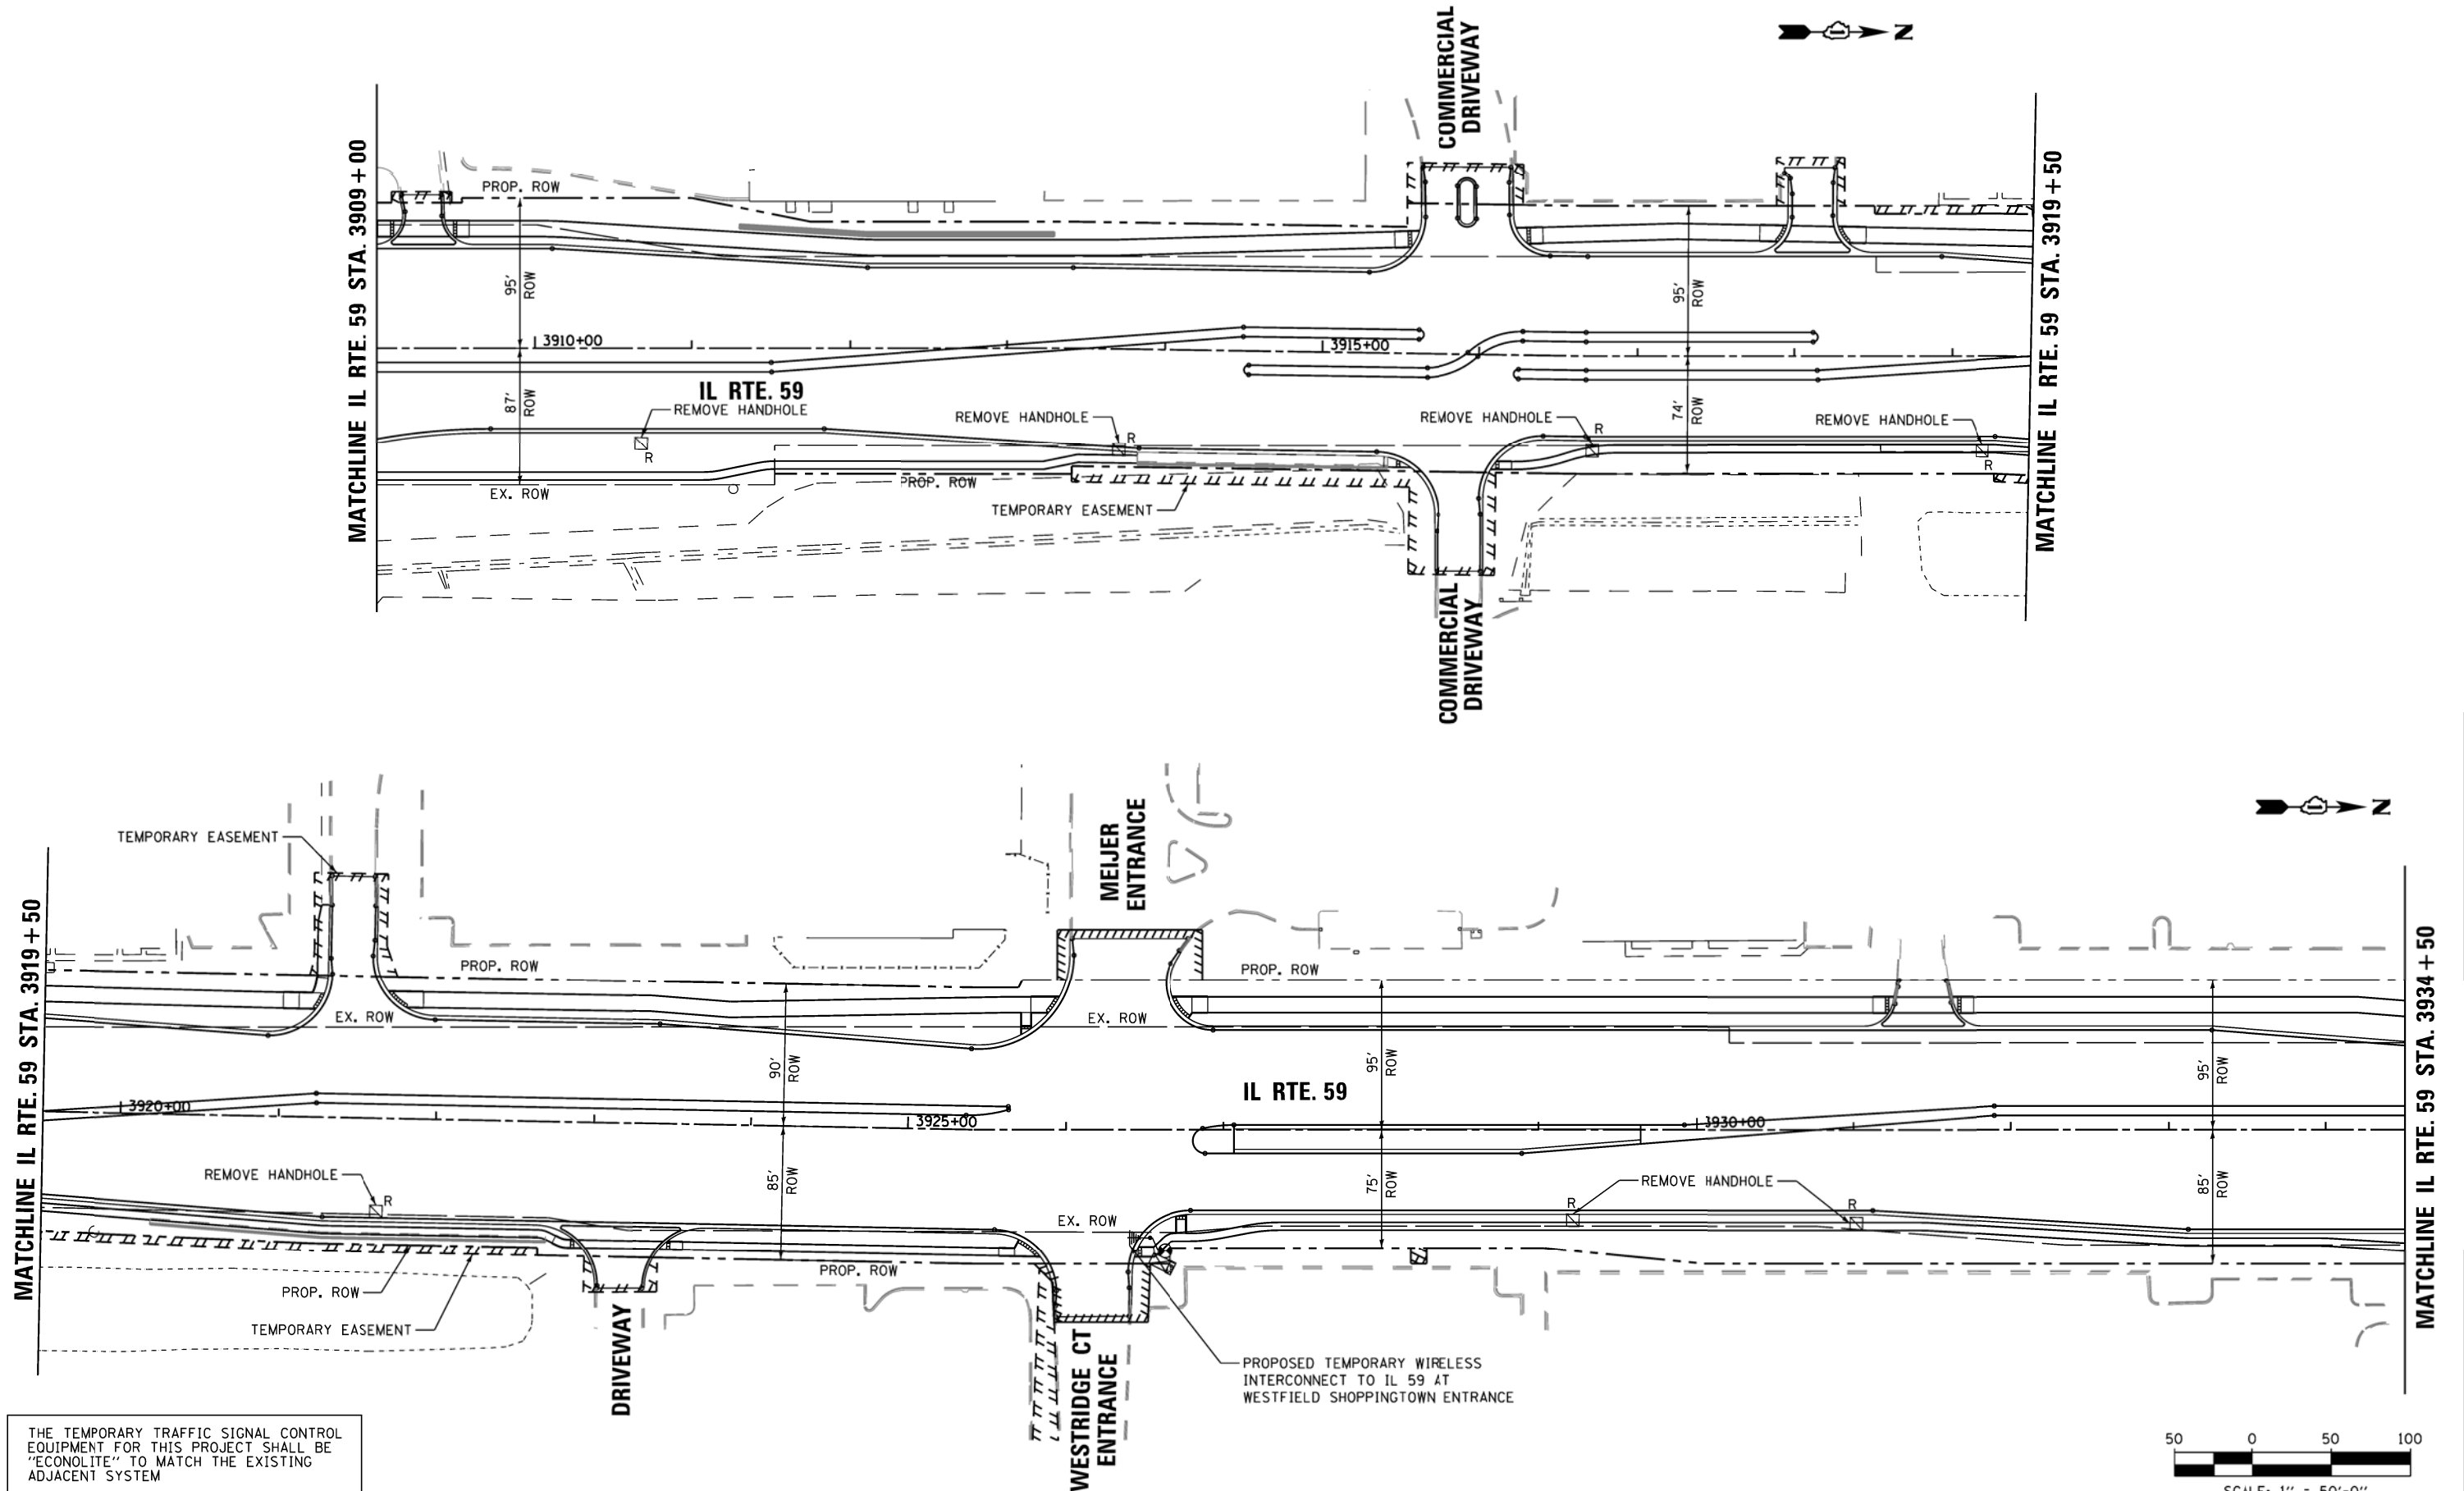 COMMERCIAL
DRIVEWAY
N
MATCHLINE IL RTE. 59 STA. 3909+00
PROP. ROW
95'
ROW
95'
ROW
3910+00
3915+00
87'
ROW
IL RTE. 59
REMOVE HANDHOLE
R
REMOVE HANDHOLE
R
REMOVE HANDHOLE
R
74'
ROW
REMOVE HANDHOLE
R
EX. ROW
PROP. ROW
TEMPORARY EASEMENT
COMMERCIAL
DRIVEWAY
MATCHLINE IL RTE. 59 STA. 3919+50
N
MATCHLINE IL RTE. 59 STA. 3919+50
TEMPORARY EASEMENT
MEIJER
ENTRANCE
PROP. ROW
PROP. ROW
EX. ROW
EX. ROW
90'
ROW
95'
ROW
95'
ROW
IL RTE. 59
3920+00
3925+00
3930+00
REMOVE HANDHOLE
R
85'
ROW
75'
ROW
R
REMOVE HANDHOLE
R
85'
ROW
EX. ROW
PROP. ROW
PROP. ROW
TEMPORARY EASEMENT
DRIVEWAY
WESTRIDGE CT
ENTRANCE
PROPOSED TEMPORARY WIRELESS
INTERCONNECT TO IL 59 AT
WESTFIELD SHOPPINGTOWN ENTRANCE
MATCHLINE IL RTE. 59 STA. 3934+50
THE TEMPORARY TRAFFIC SIGNAL CONTROL
EQUIPMENT FOR THIS PROJECT SHALL BE
"ECONOLITE" TO MATCH THE EXISTING
ADJACENT SYSTEM
50 0 50 100
SCALE: 1" = 50'-0"